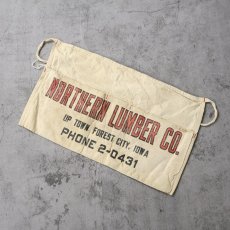 NORTHERN LUMBER CO.
UP TOWN, FOREST CITY, IOWA
PHONE 2-0431